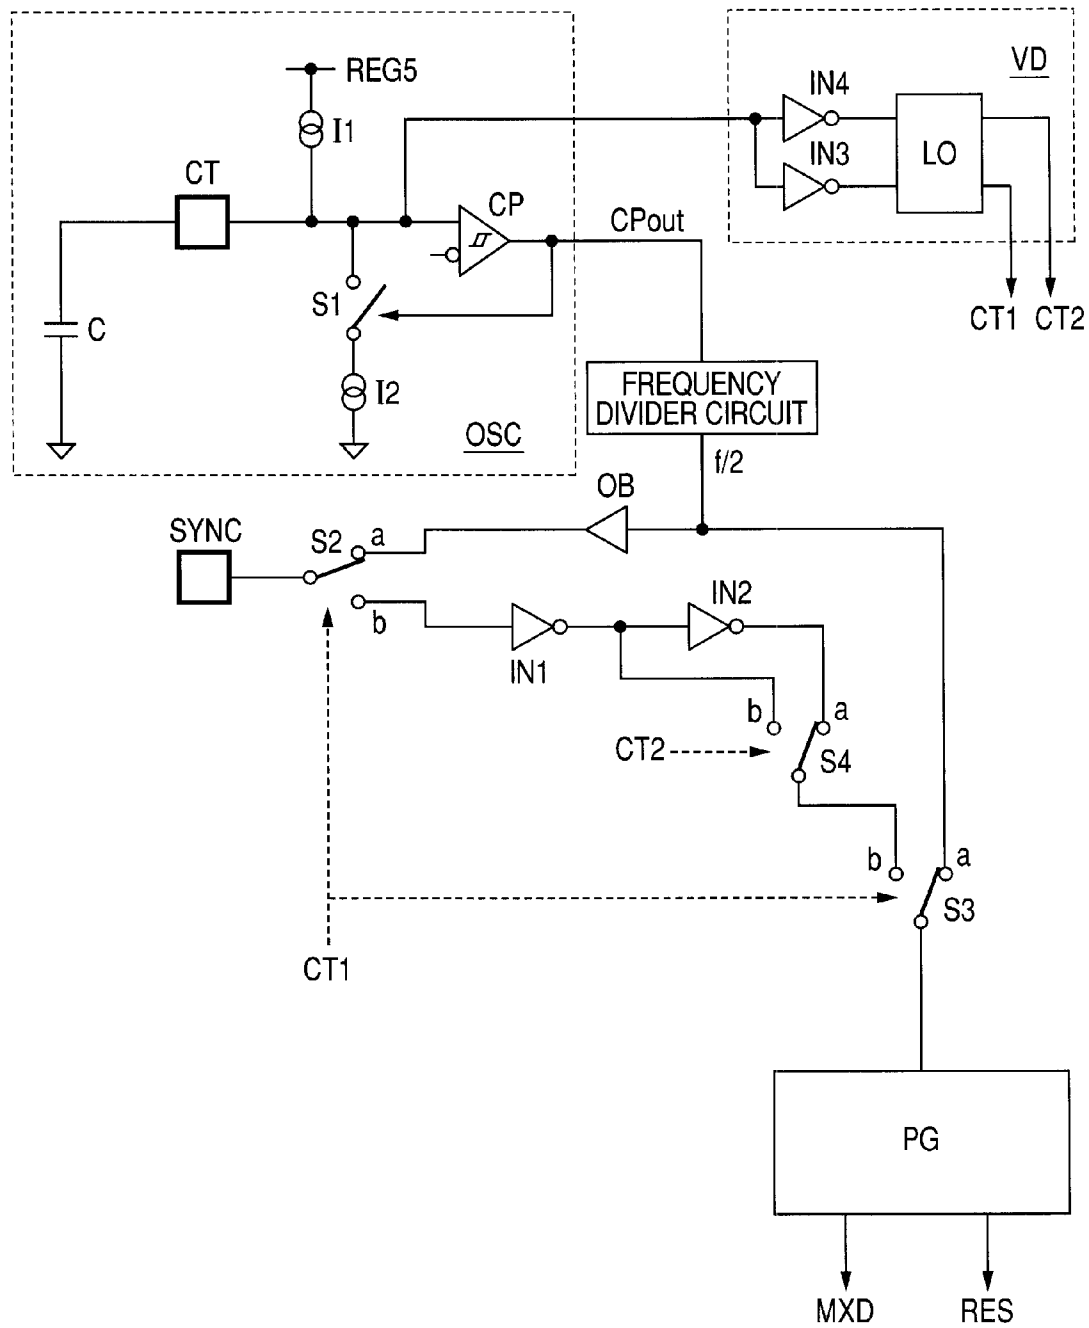 REG5
VD
IN4
I1
IN3
LO
CT
CP
CPout
S1
C
CT1 CT2
I2
FREQUENCY
DIVIDER CIRCUIT
OSC
f/2
OB
SYNC
S2
a
b
IN1
IN2
b
a
CT2
S4
b
a
S3
CT1
PG
MXD
RES